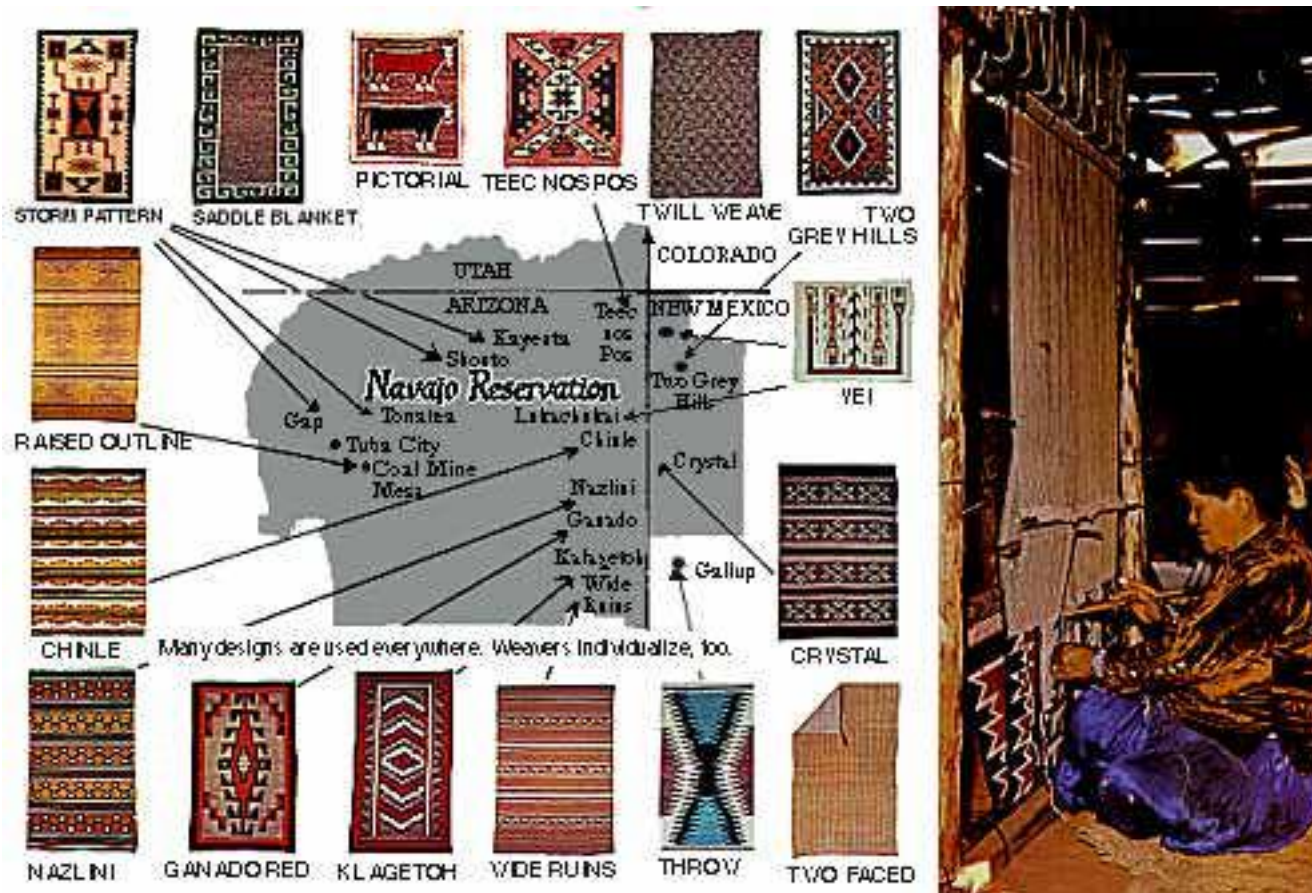 STORM PATTERN
SADDLE BLANKET
PICTORIAL
TEEC NOS POS
TWILL WEAVE
TWO
GREY HILLS
UTAH
COLORADO
ARIZONA
NEW MEXICO
Teec
nos
Pos
Kayenta
Shonto
Navajo Reservation
Two Grey
Hills
YEI
Gap
Tonalea
Lukachukai
RAISED OUTLINE
Tuba City
Chinle
Coal Mine
Mesa
Crystal
Nazlini
Ganado
Klagetoh
Wide
Ruins
Gallup
CHINLE
Many designs are used everywhere. Weavers individualize, too.
CRYSTAL
NAZLINI
GANADO RED
KLAGETOH
WIDE RUINS
THROW
TWO FACED